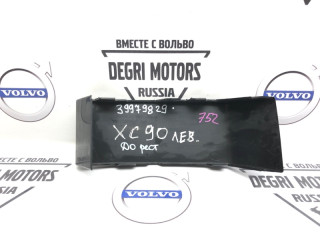 ВМЕСТЕ С ВОЛЬВО
DEGRI MOTORS
RUSSIA
VOLVO
VOLVO
39979829
752
XC90 ЛЕВ.
ДО РЕСТ
ВМЕСТЕ С ВОЛЬВО
DEGRI MOTORS
RUSSIA
VOLVO